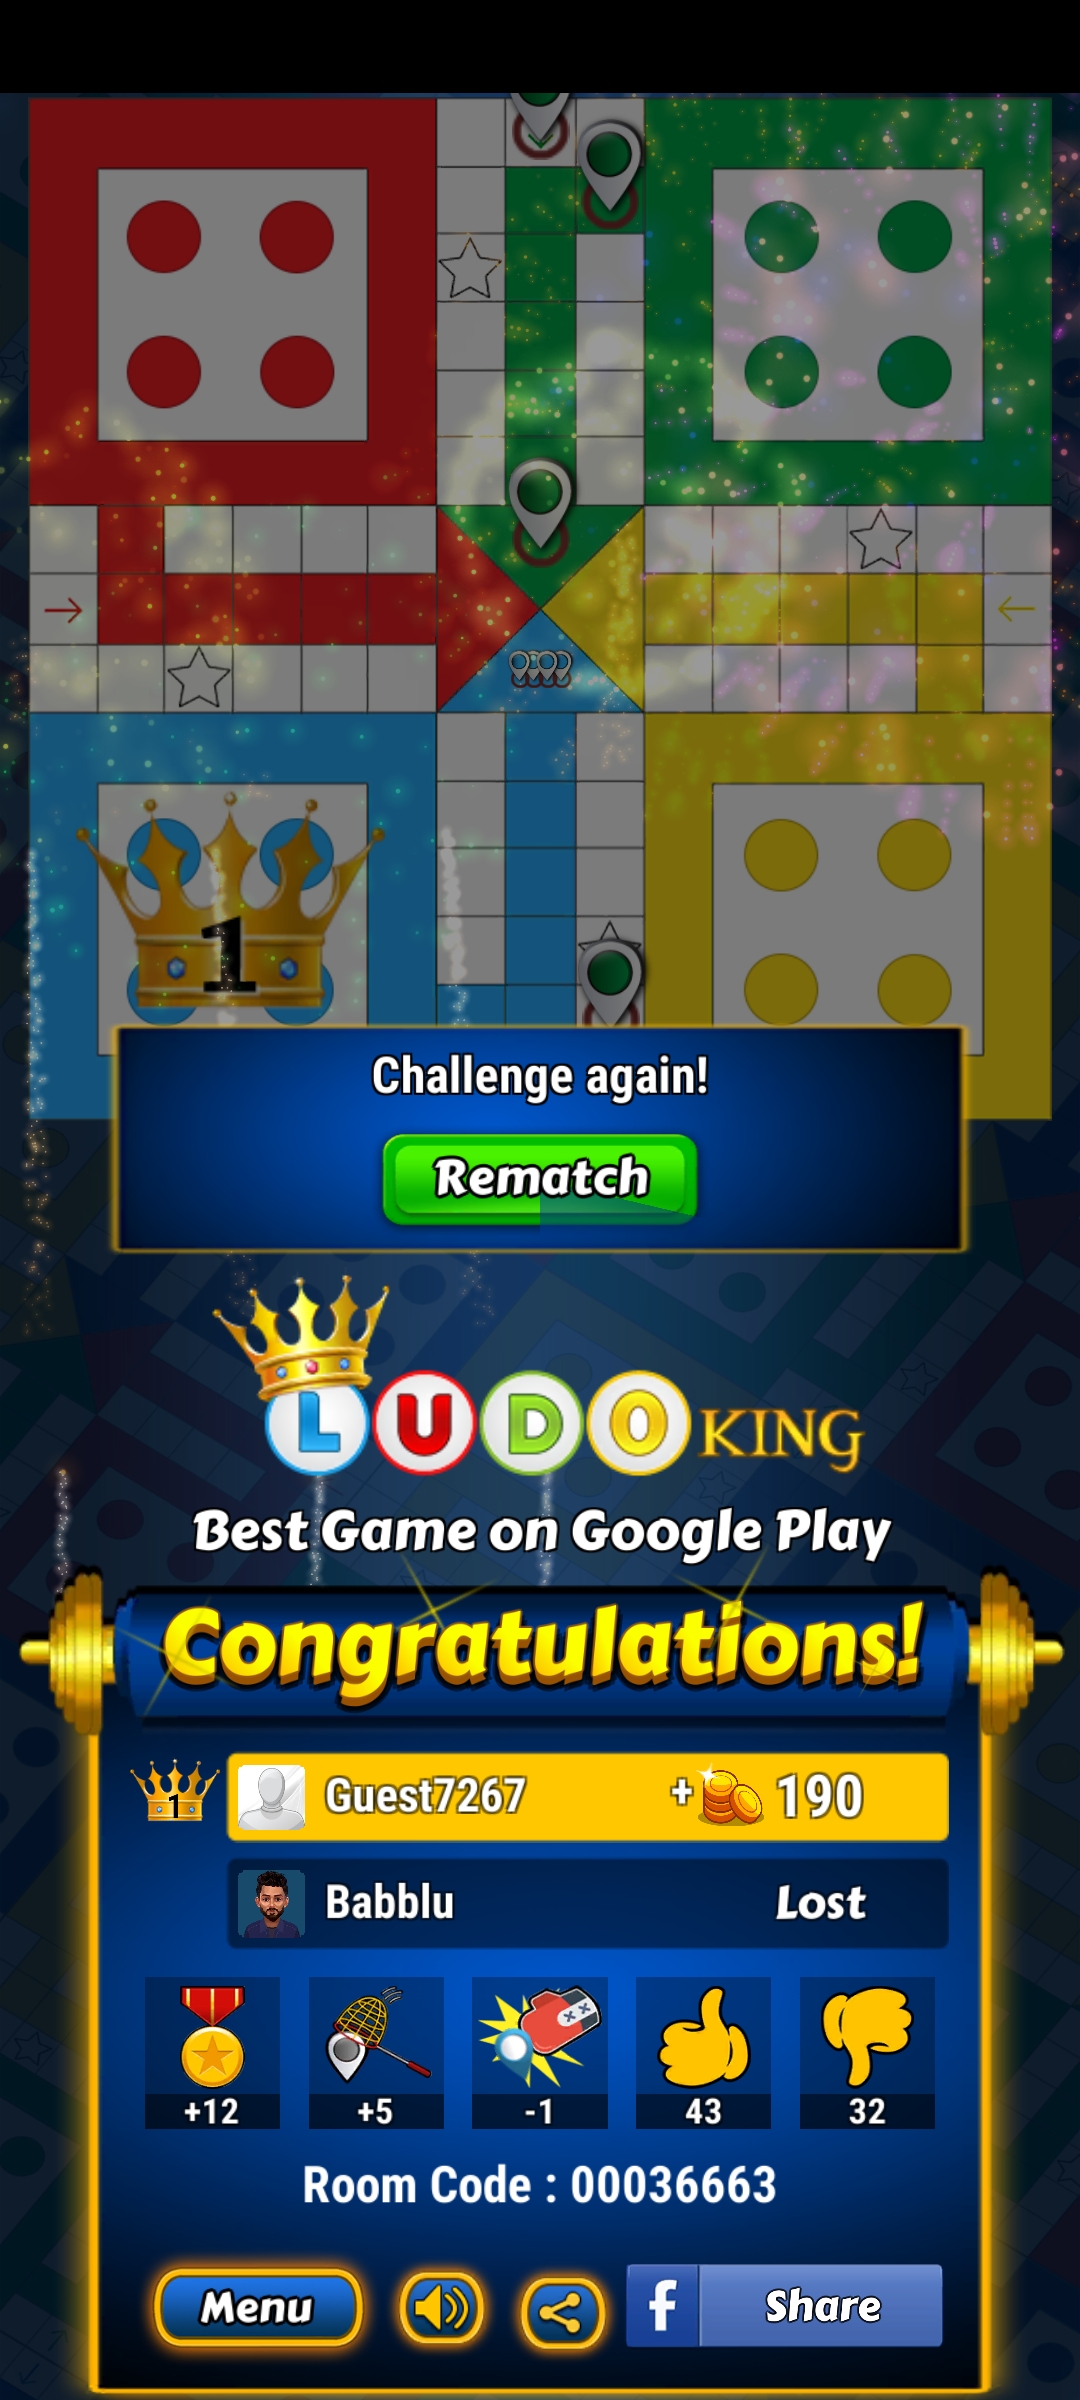 1
Challenge again!
Rematch
LUDO KING
Best Game on Google Play
Congratulations!
1 Guest7267 + 190
Babblu Lost
+12 +5 -1 43 32
Room Code : 00036663
Menu f Share